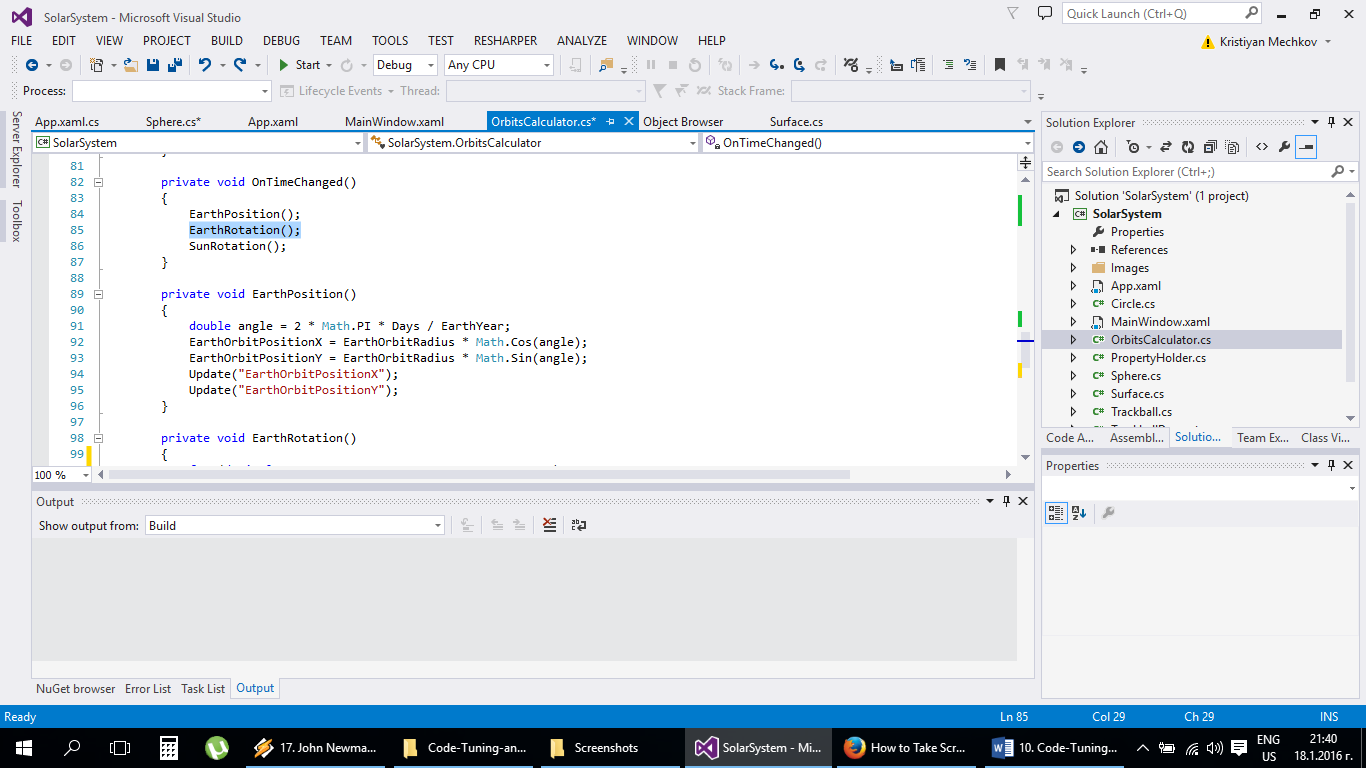 SolarSystem - Microsoft Visual Studio
Quick Launch (Ctrl+Q)
FILE EDIT VIEW PROJECT BUILD DEBUG TEAM TOOLS TEST RESHARPER ANALYZE WINDOW HELP
Kristiyan Mechkov
Start Debug Any CPU
Process: Lifecycle Events Thread: Stack Frame:
Server Explorer
Toolbox
App.xaml.cs Sphere.cs* App.xaml MainWindow.xaml OrbitsCalculator.cs* Object Browser Surface.cs
SolarSystem SolarSystem.OrbitsCalculator OnTimeChanged()
81
82 private void OnTimeChanged()
83 {
84 EarthPosition();
85 EarthRotation();
86 SunRotation();
87 }
88
89 private void EarthPosition()
90 {
91 double angle = 2 * Math.PI * Days / EarthYear;
92 EarthOrbitPositionX = EarthOrbitRadius * Math.Cos(angle);
93 EarthOrbitPositionY = EarthOrbitRadius * Math.Sin(angle);
94 Update("EarthOrbitPositionX");
95 Update("EarthOrbitPositionY");
96 }
97
98 private void EarthRotation()
99 {
100 %
Output
Show output from: Build
NuGet browser Error List Task List Output
Solution Explorer
Search Solution Explorer (Ctrl+;)
Solution 'SolarSystem' (1 project)
C# SolarSystem
Properties
References
Images
App.xaml
C# Circle.cs
MainWindow.xaml
C# OrbitsCalculator.cs
C# PropertyHolder.cs
C# Sphere.cs
C# Surface.cs
C# Trackball.cs
Code A... Assembl... Solutio... Team Ex... Class Vi...
Properties
Ready Ln 85 Col 29 Ch 29 INS
17. John Newma... Code-Tuning-an... Screenshots SolarSystem - Mi... How to Take Scr... 10. Code-Tuning...
ENG
US
21:40
18.1.2016 г.